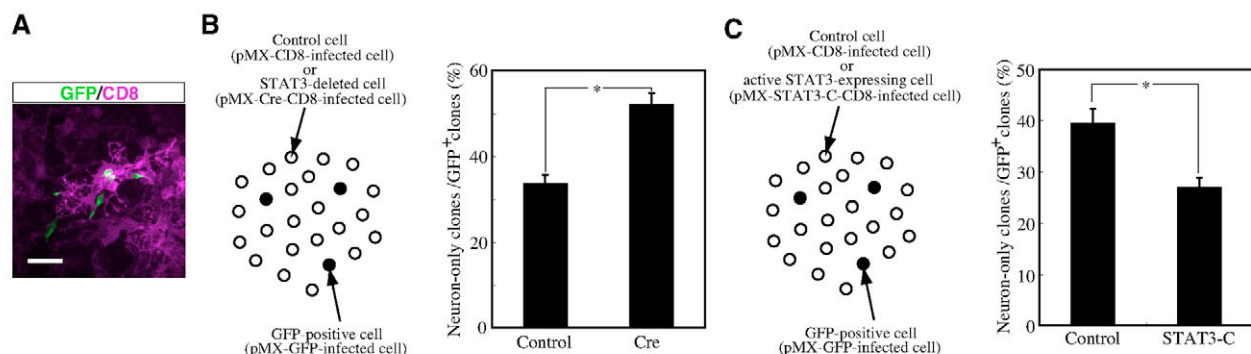 A
GFP/CD8
B
Control cell
(pMX-CD8-infected cell)
or
STAT3-deleted cell
(pMX-Cre-CD8-infected cell)
GFP-positive cell
(pMX-GFP-infected cell)
Neuron-only clones /GFP+clones (%)
60
40
20
0
*
Control
Cre
C
Control cell
(pMX-CD8-infected cell)
or
active STAT3-expressing cell
(pMX-STAT3-C-CD8-infected cell)
GFP-positive cell
(pMX-GFP-infected cell)
Neuron-only clones /GFP+clones (%)
50
40
30
20
10
0
*
Control
STAT3-C